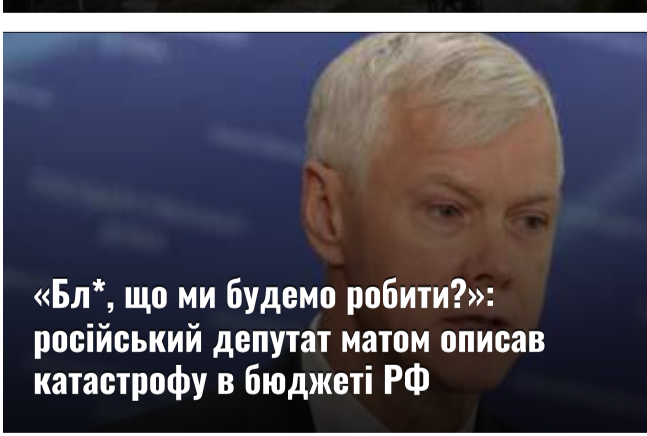 «Бл*, що ми будемо робити?»:
російський депутат матом описав
катастрофу в бюджеті РФ